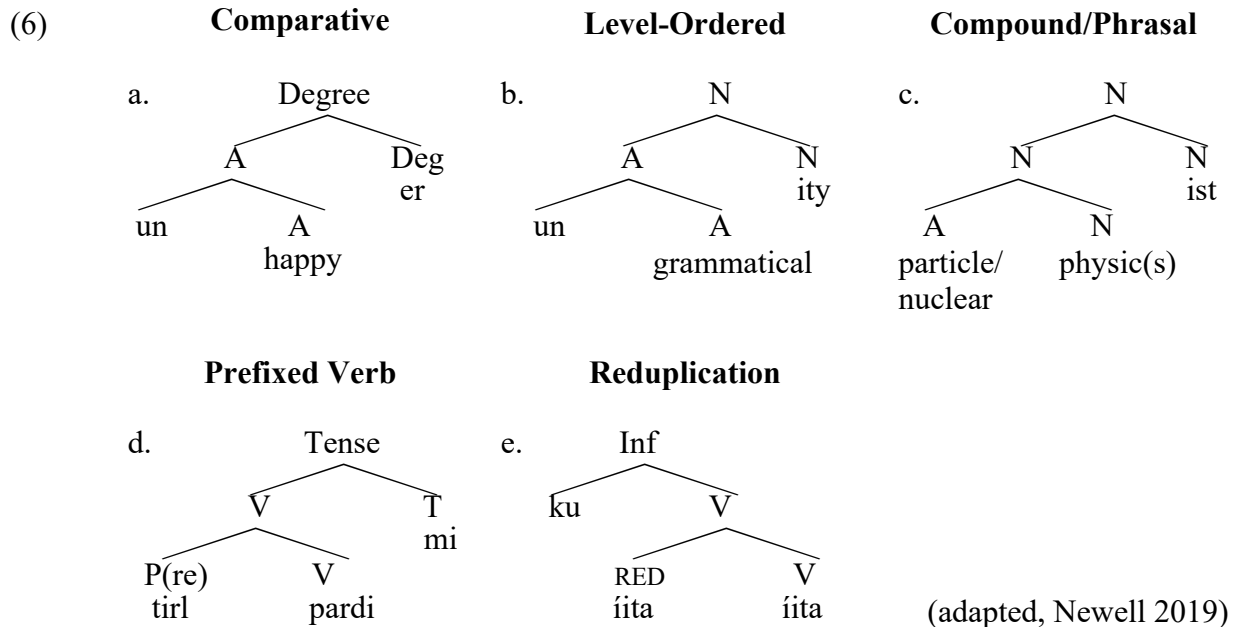 (6) Comparative Level-Ordered Compound/Phrasal
a. Degree b. N c. N
A Deg A N N N
er ity ist
un A un A A N
happy grammatical particle/ physic(s)
nuclear
Prefixed Verb Reduplication
d. Tense e. Inf
V T ku V
mi
P(re) V RED V
tirl pardi íita íita (adapted, Newell 2019)